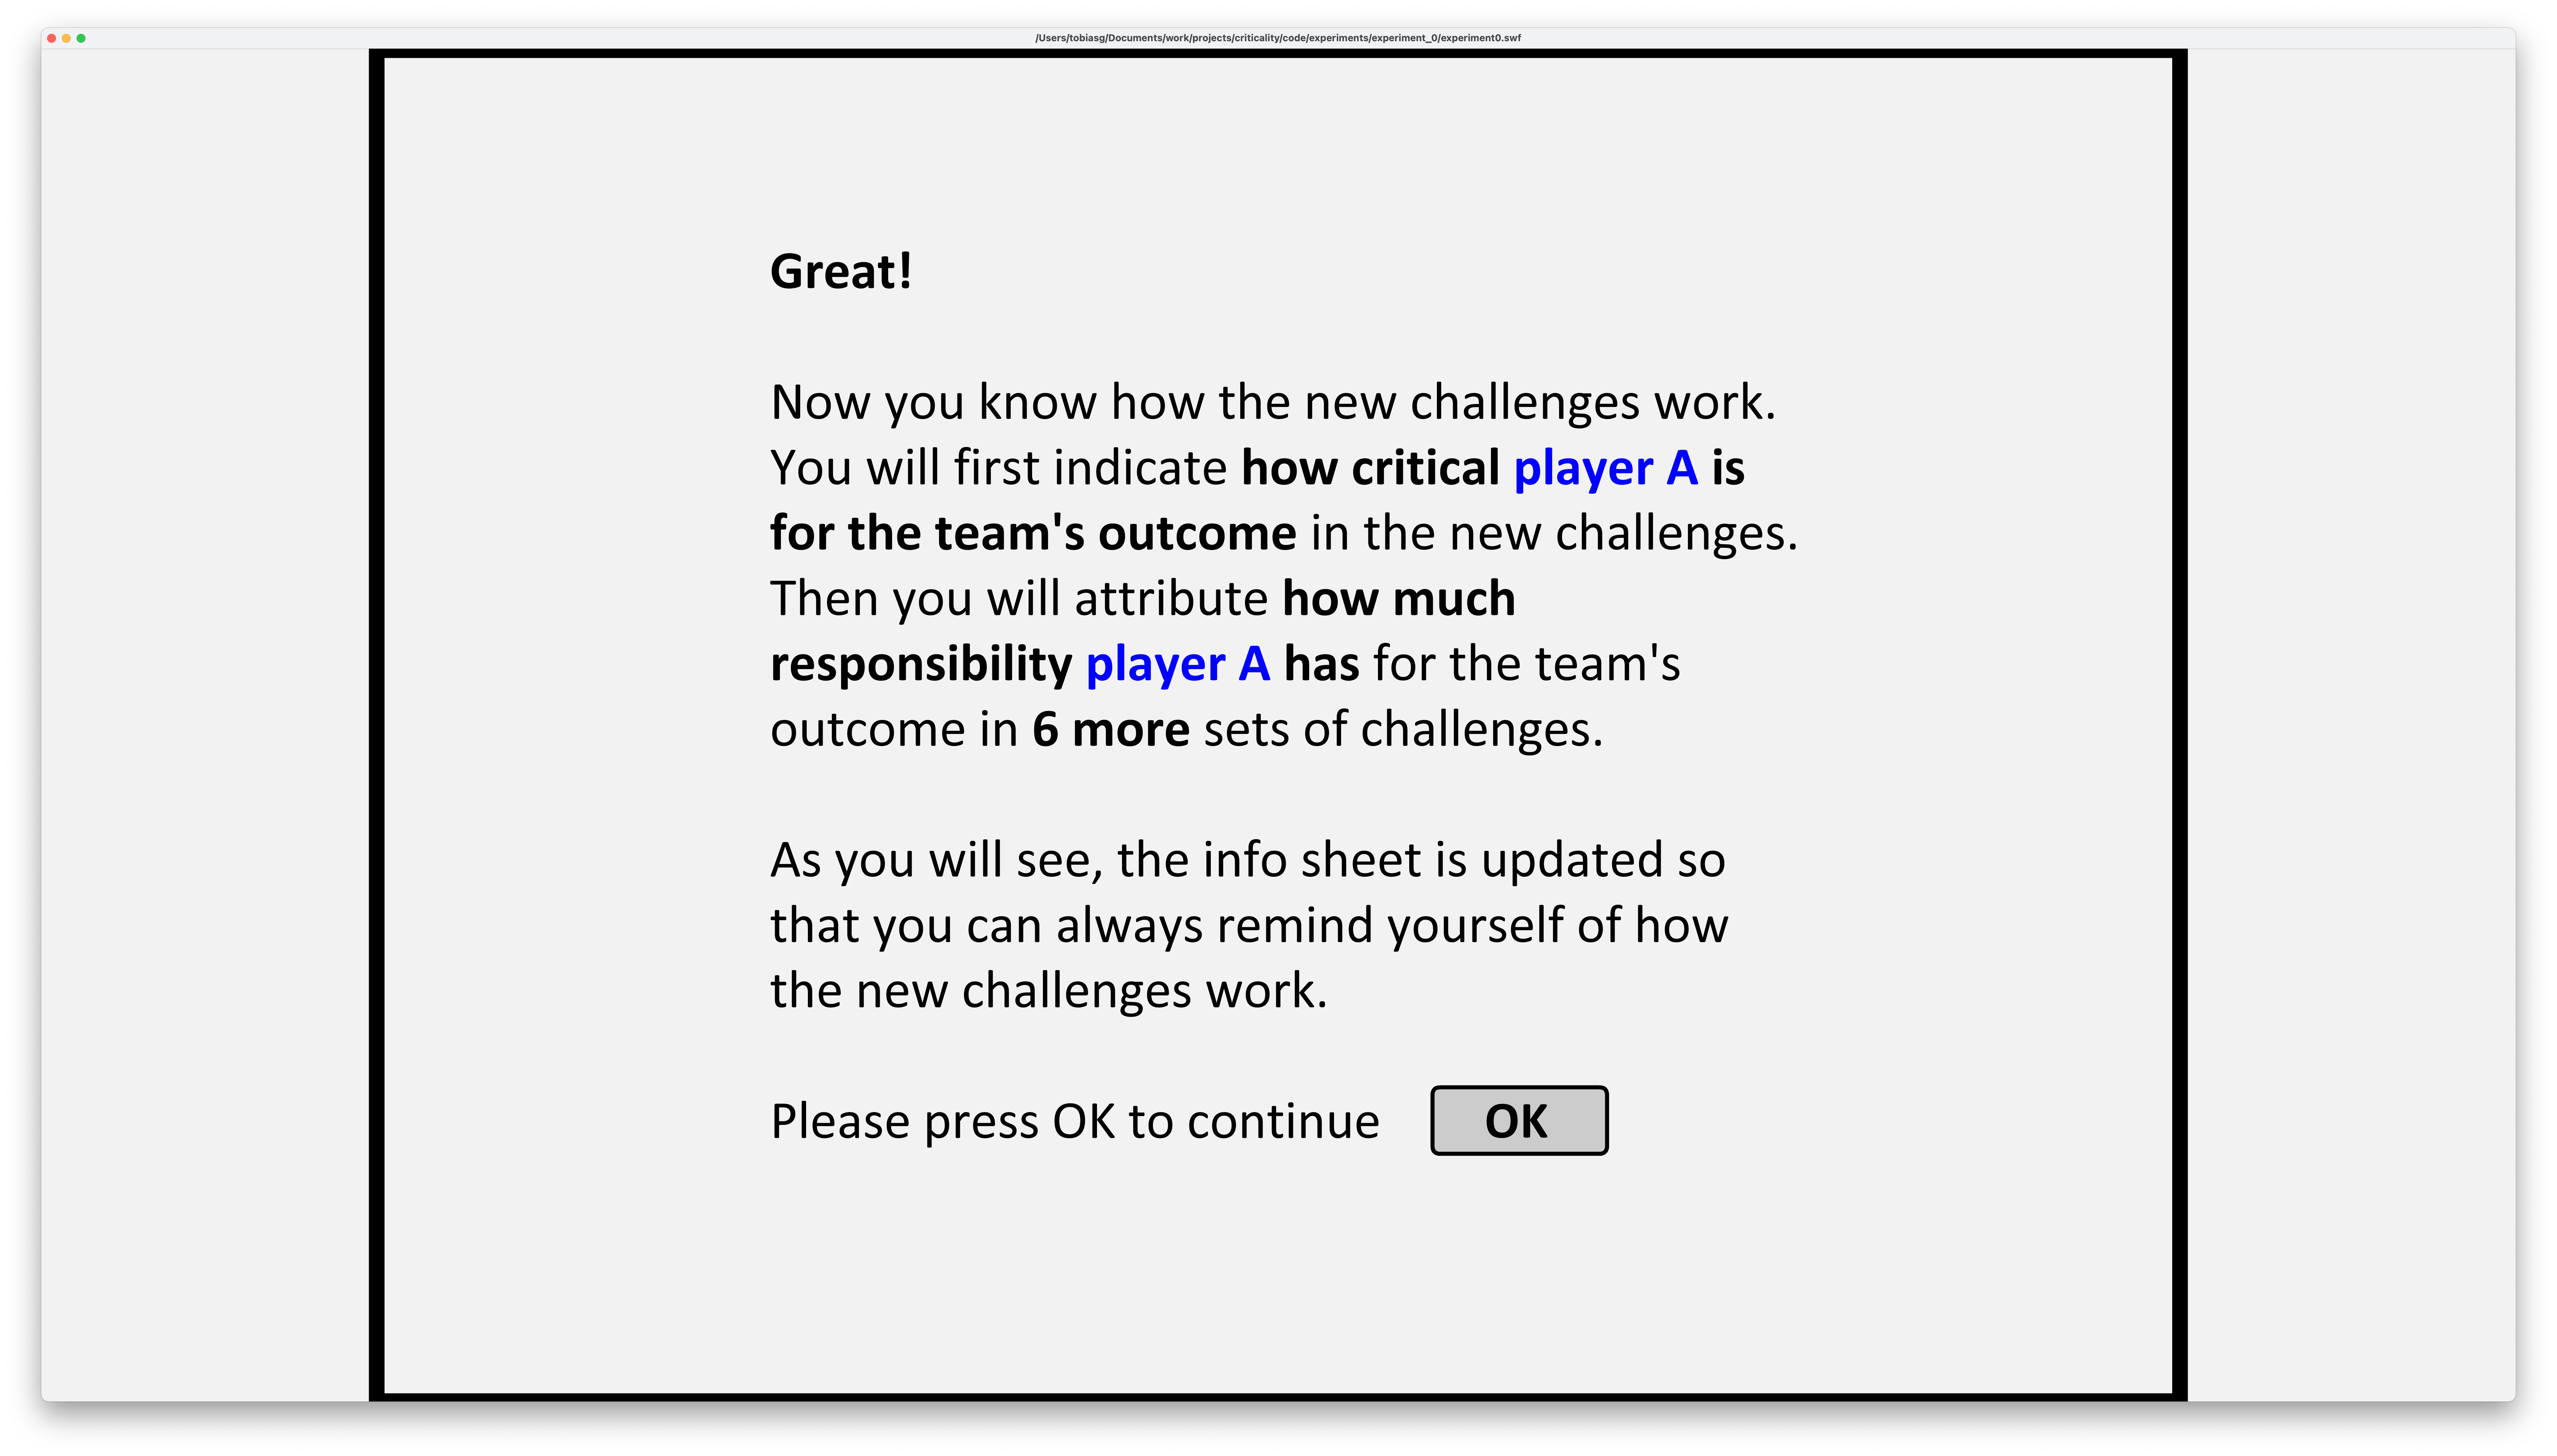 /Users/tobiasg/Documents/work/projects/criticality/code/experiments/experiment_0/experiment0.swf
Great!
Now you know how the new challenges work.
You will first indicate how critical player A is
for the team's outcome in the new challenges.
Then you will attribute how much
responsibility player A has for the team's
outcome in 6 more sets of challenges.
As you will see, the info sheet is updated so
that you can always remind yourself of how
the new challenges work.
Please press OK to continue OK